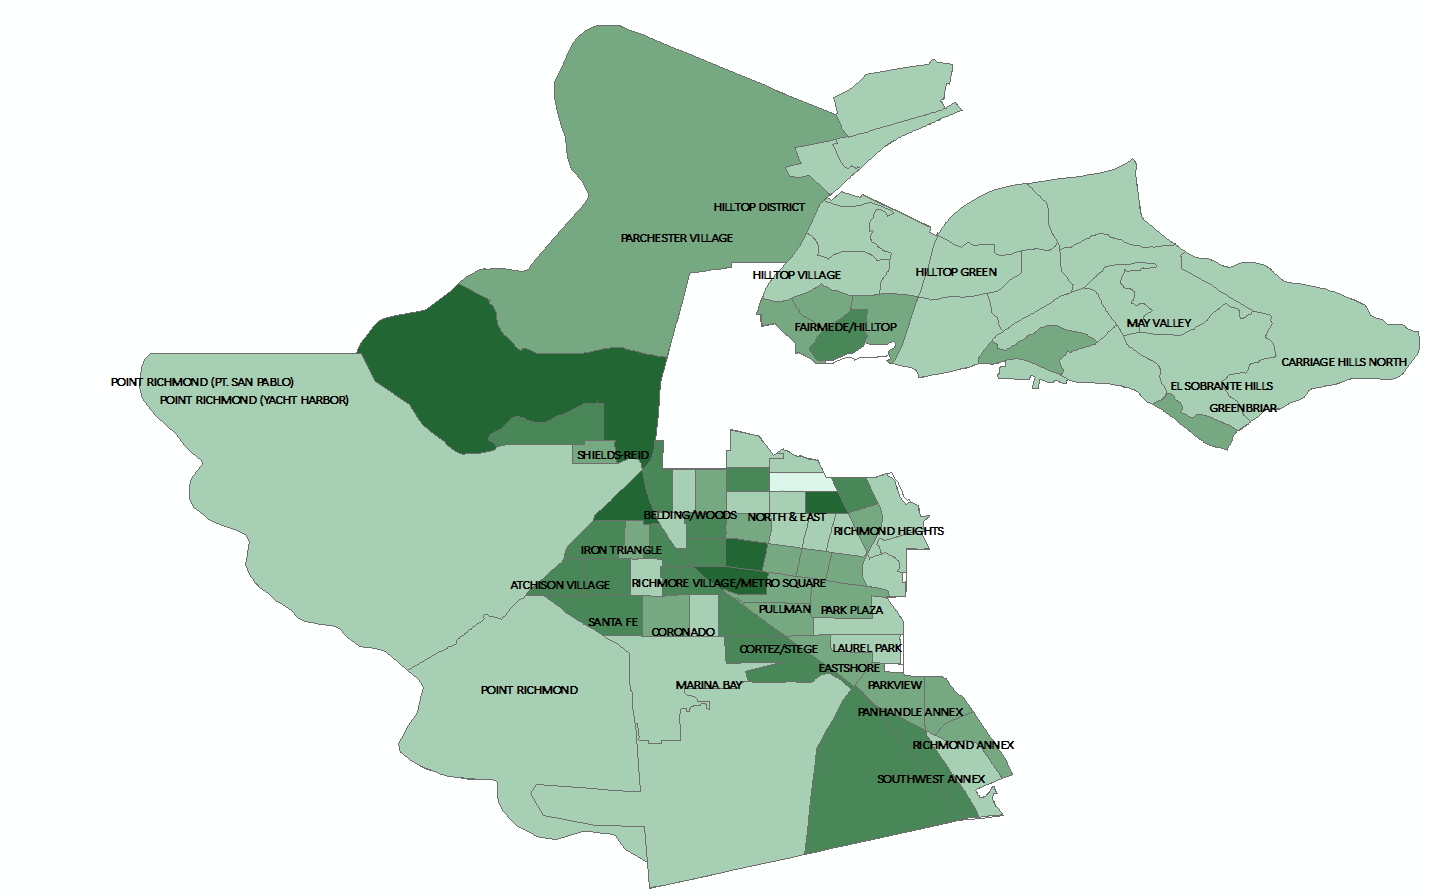 HILLTOP DISTRICT
PARCHESTER VILLAGE
HILLTOP VILLAGE
HILLTOP GREEN
FAIRMEDE/HILLTOP
MAY VALLEY
CARRIAGE HILLS NORTH
POINT RICHMOND (PT. SAN PABLO)
EL SOBRANTE HILLS
POINT RICHMOND (YACHT HARBOR)
GREENBRIAR
SHIELDS-REID
BELDING/WOODS
NORTH & EAST
RICHMOND HEIGHTS
IRON TRIANGLE
ATCHISON VILLAGE
RICHMORE VILLAGE/METRO SQUARE
PULLMAN
PARK PLAZA
SANTA FE
CORONADO
CORTEZ/STEGE
LAUREL PARK
EASTSHORE
MARINA BAY
PARKVIEW
POINT RICHMOND
PANHANDLE ANNEX
RICHMOND ANNEX
SOUTHWEST ANNEX